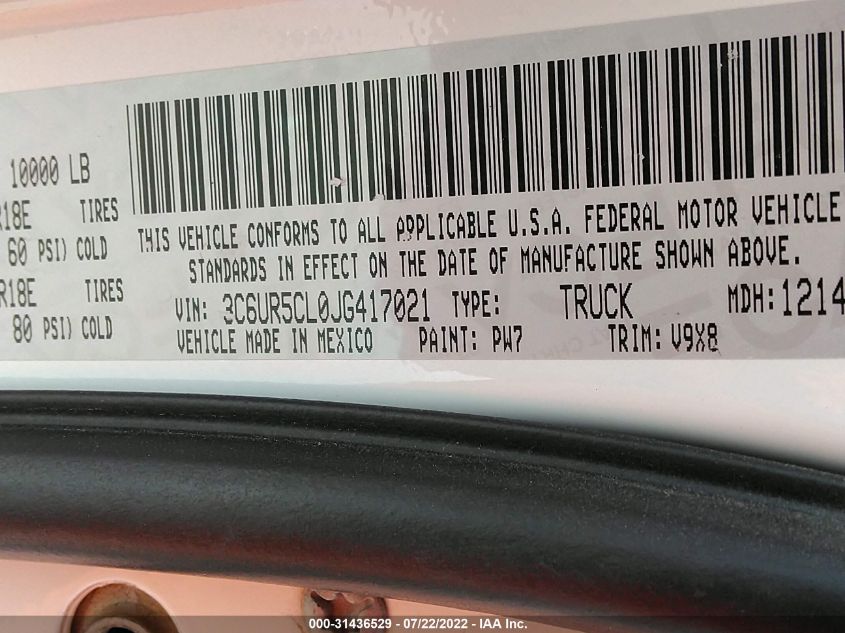 10000 LB
R18E TIRES
60 PSI) COLD
R18E TIRES
80 PSI) COLD
THIS VEHICLE CONFORMS TO ALL APPLICABLE U.S.A. FEDERAL MOTOR VEHICLE
STANDARDS IN EFFECT ON THE DATE OF MANUFACTURE SHOWN ABOVE.
VIN: 3C6UR5CL0JG417021 TYPE: TRUCK MDH: 1214
VEHICLE MADE IN MEXICO PAINT: PW7 TRIM: V9X8
000-31436529 - 07/22/2022 - IAA Inc.